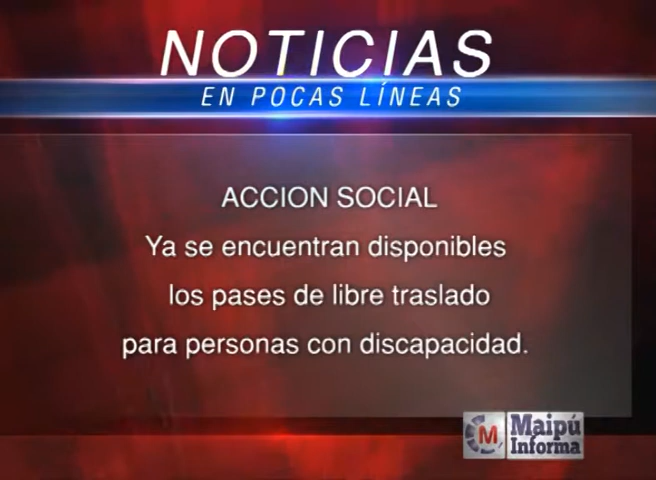 NOTICIAS
EN POCAS LÍNEAS
ACCION SOCIAL
Ya se encuentran disponibles
los pases de libre traslado
para personas con discapacidad.
M Maipú
Informa